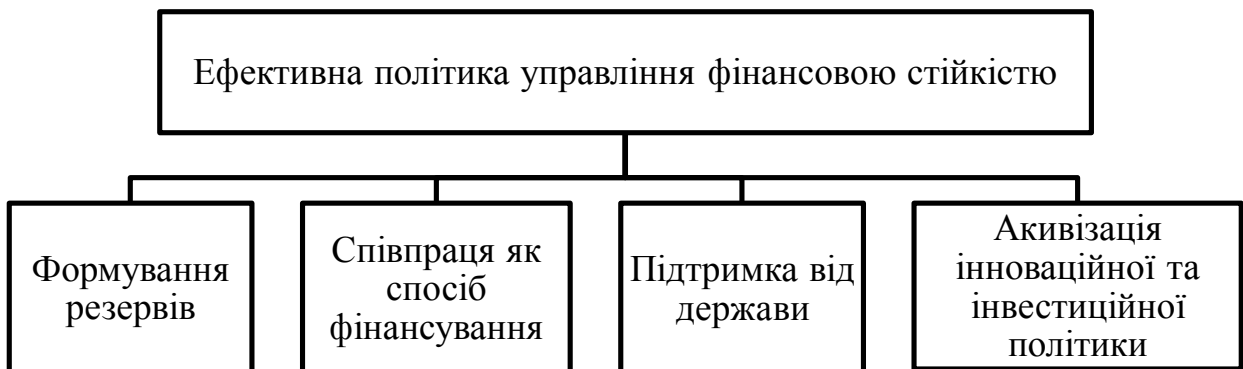 Ефективна політика управління фінансовою стійкістю
Формування
резервів
Співпраця як
спосіб
фінансування
Підтримка від
держави
Акивізація
інноваційної та
інвестиційної
політики